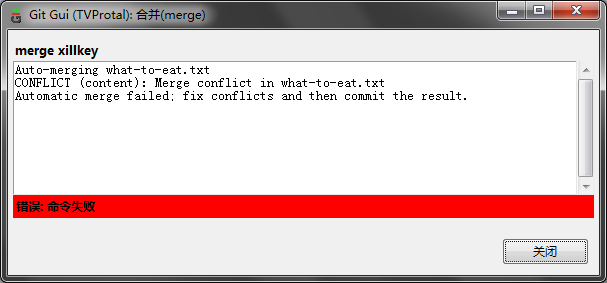 Git Gui (TVProtal): 合并(merge)
merge xillkey
Auto-merging what-to-eat.txt
CONFLICT (content): Merge conflict in what-to-eat.txt
Automatic merge failed; fix conflicts and then commit the result.
错误: 命令失败
关闭